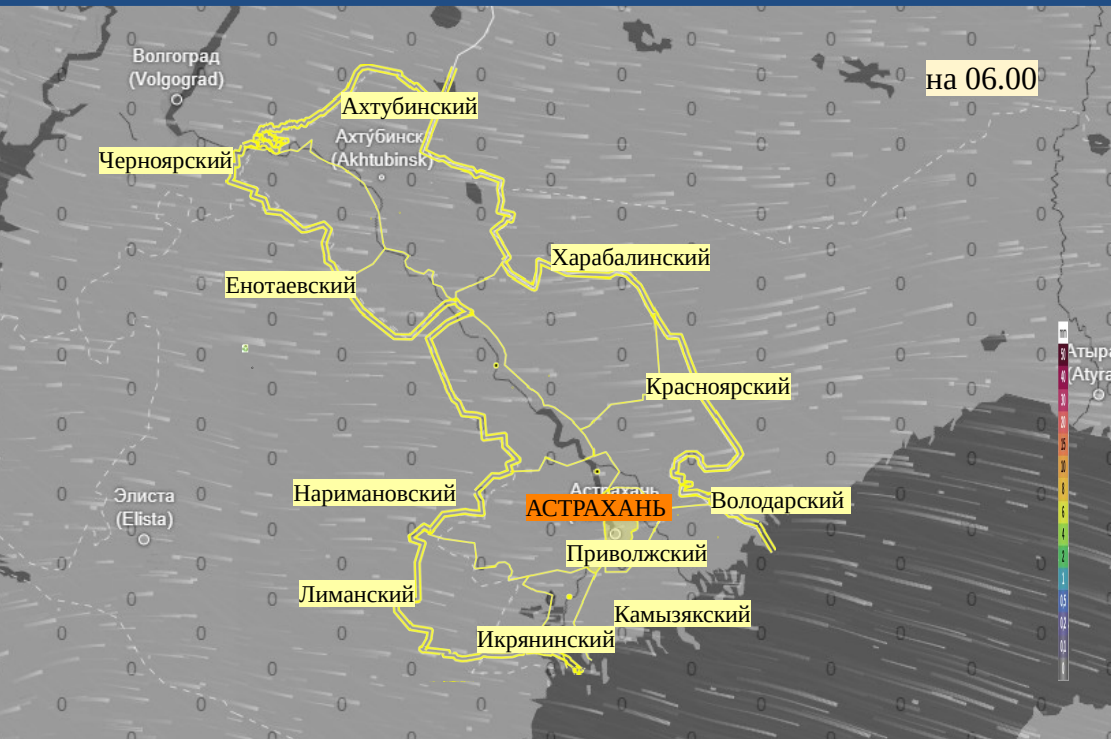 Волгоград
(Volgograd)
на 06.00
Ахтубинский
Ахтубинск
(Akhtubinsk)
Черноярский
Харабалинский
Енотаевский
Атыра
(Atyra
Красноярский
Элиста
(Elista)
Наримановский
Астрахань
АСТРАХАНЬ
Володарский
Приволжский
Лиманский
Камызякский
Икрянинский